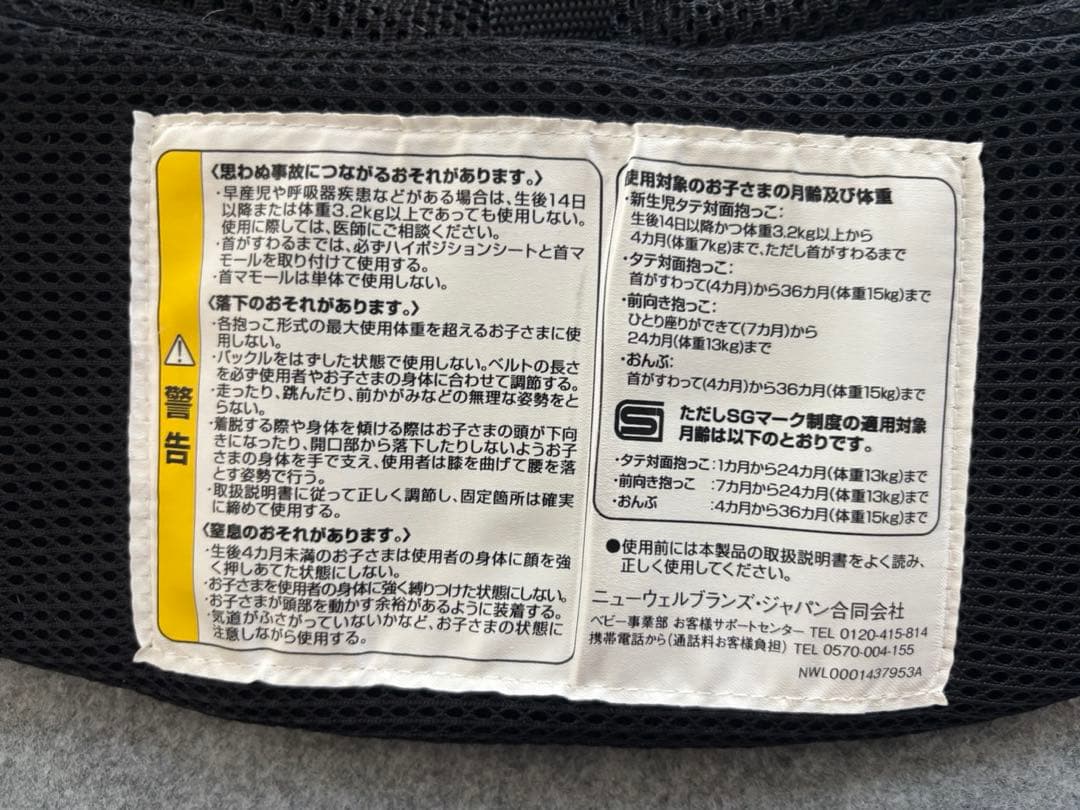 警告
〈思わぬ事故につながるおそれがあります。〉
・早産児や呼吸器疾患などがある場合は、生後14日
以降または体重3.2kg以上であっても使用しない。
使用に際しては、医師にご相談ください。
・首がすわるまでは、必ずハイポジションシートと首マ
モールを取り付けて使用する。
・首マモールは単体で使用しない。
〈落下のおそれがあります。〉
・各抱っこ形式の最大使用体重を超えるお子さまに使
用しない。
・バックルをはずした状態で使用しない。ベルトの長さ
を必ず使用者やお子さまの身体に合わせて調節する。
・走ったり、跳んだり、前かがみなどの無理な姿勢をと
らない。
・着脱する際や身体を傾ける際はお子さまの頭が下向
きになったり、開口部から落下したりしないようお子
さまの身体を手で支え、使用者は膝を曲げて腰を落
とす姿勢で行う。
・取扱説明書に従って正しく調節し、固定箇所は確実
に締めて使用する。
〈窒息のおそれがあります。〉
・生後4カ月未満のお子さまは使用者の身体に顔を強
く押しあてた状態にしない。
・お子さまを使用者の身体に強く縛りつけた状態にしない。
・お子さまが頭部を動かす余裕があるように装着する。
・気道がふさがっていないかなど、お子さまの状態に
注意しながら使用する。
使用対象のお子さまの月齢及び体重
・新生児タテ対面抱っこ:
生後14日以降かつ体重3.2kg以上から
4カ月(体重7kg)まで、ただし首がすわるまで
・タテ対面抱っこ:
首がすわって(4カ月)から36カ月(体重15kg)まで
・前向き抱っこ:
ひとり座りができて(7カ月)から
24カ月(体重13kg)まで
・おんぶ:
首がすわって(4カ月)から36カ月(体重15kg)まで
ただしSGマーク制度の適用対象
月齢は以下のとおりです。
・タテ対面抱っこ:1カ月から24カ月(体重13kg)まで
・前向き抱っこ :7カ月から24カ月(体重13kg)まで
・おんぶ :4カ月から36カ月(体重15kg)まで
●使用前には本製品の取扱説明書をよく読み、
正しく使用してください。
ニューウェルブランズ・ジャパン合同会社
ベビー事業部 お客様サポートセンター TEL 0120-415-814
携帯電話から(通話料お客様負担) TEL 0570-004-155
NWL0001437953A